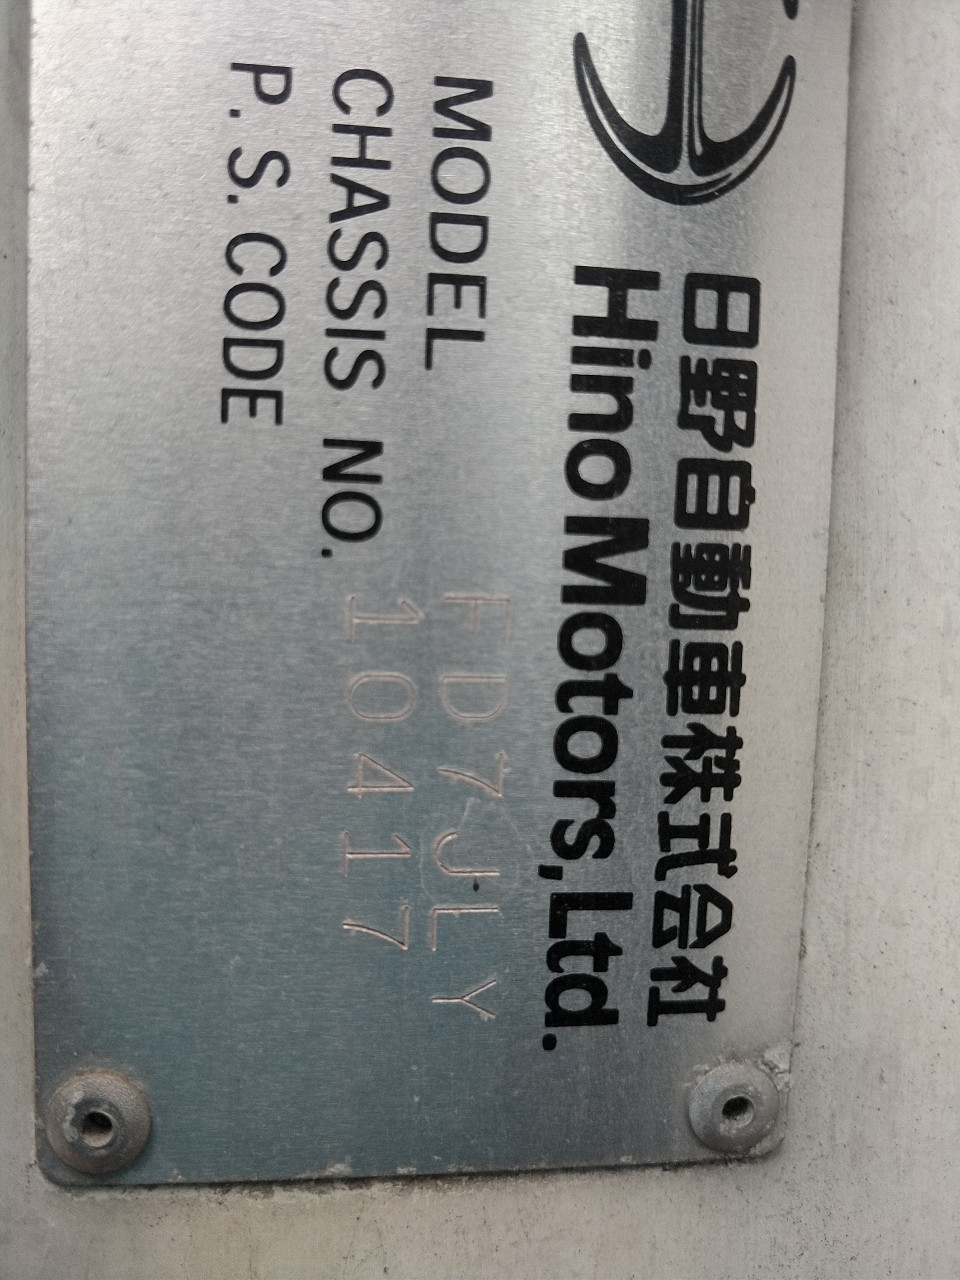 日野自動車株式会社
Hino Motors, Ltd.
MODEL FD7JLY
CHASSIS NO. 10417
P. S. CODE